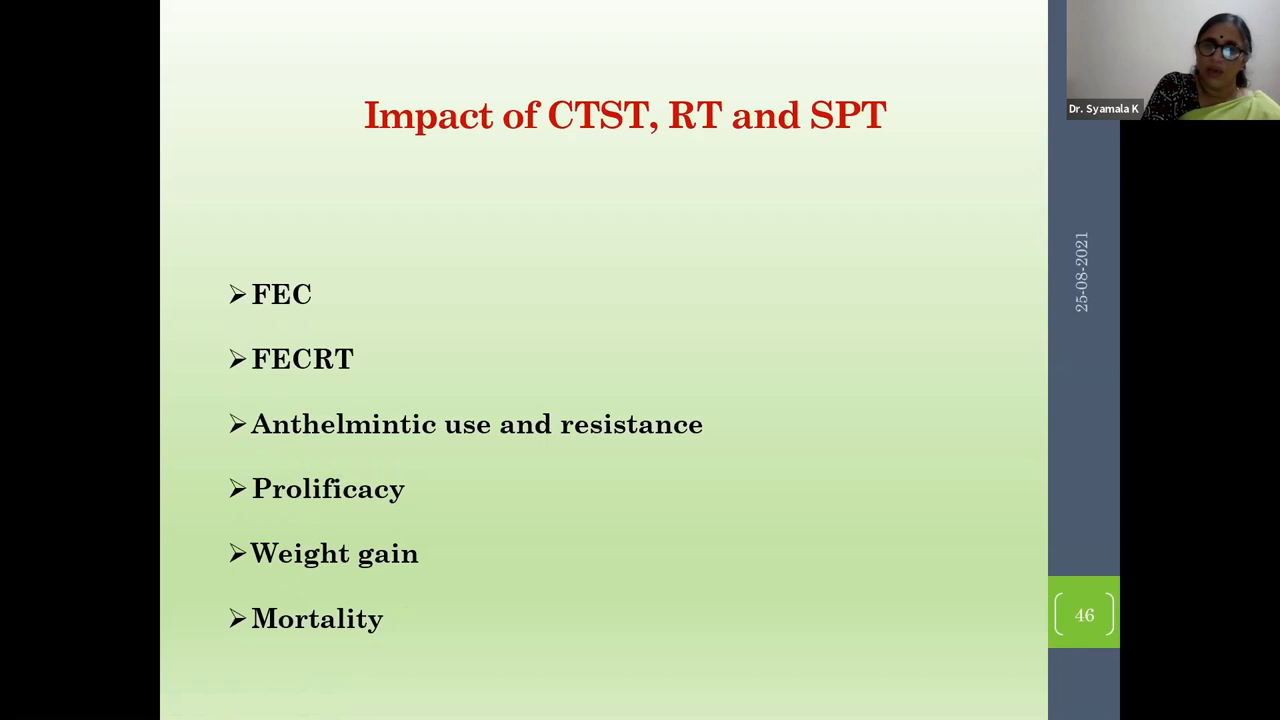 Impact of CTST, RT and SPT
FEC
FECRT
Anthelmintic use and resistance
Prolificacy
Weight gain
Mortality
25-08-2021
46
Dr. Syamala K